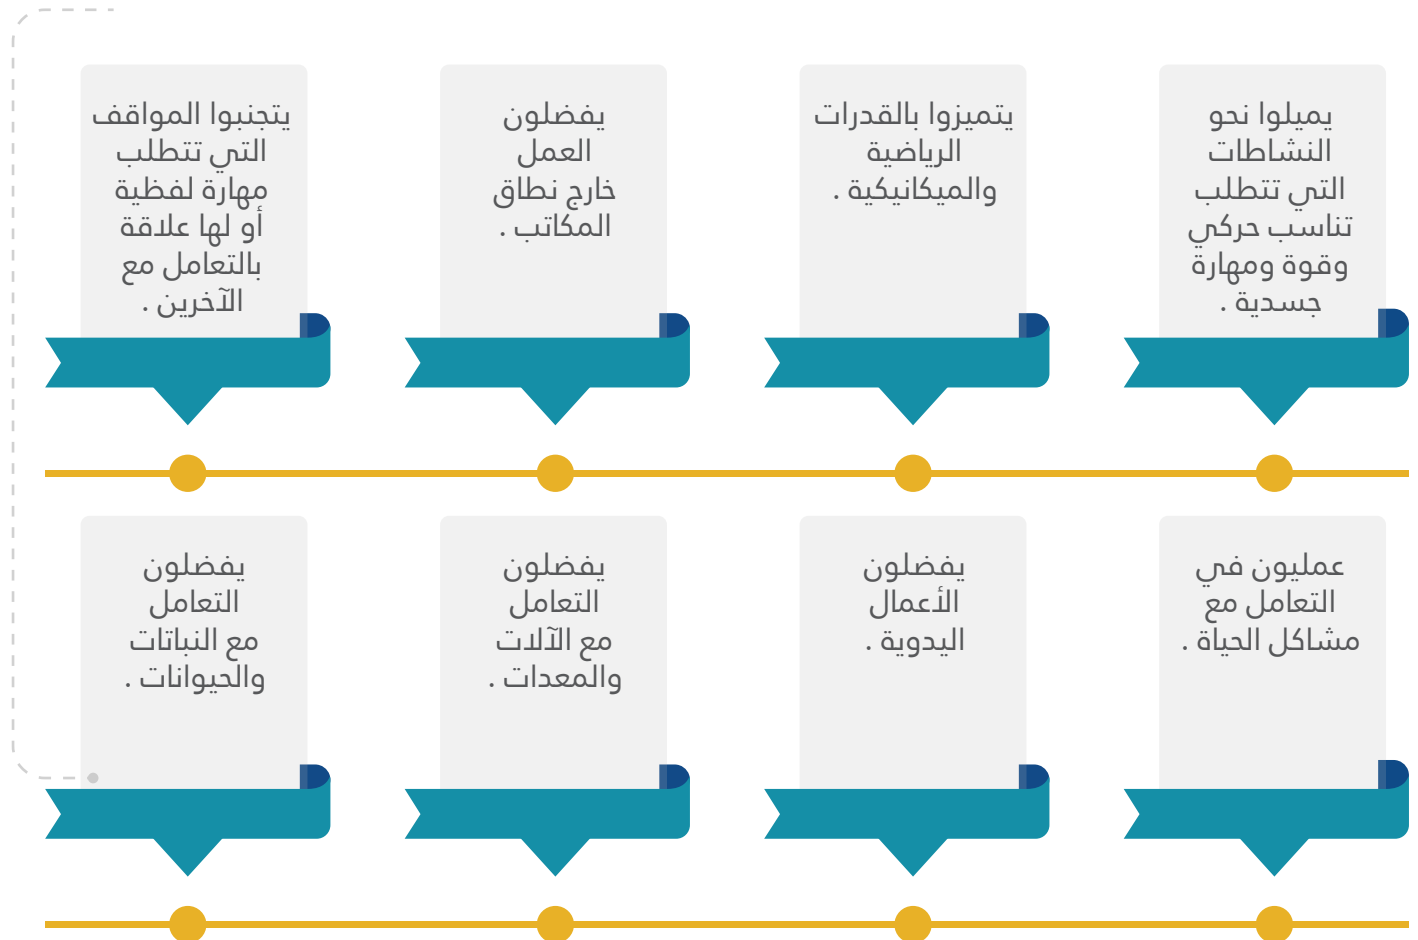 يميلوا نحو
النشاطات
التي تتطلب
تناسب حركي
وقوة ومهارة
جسدية .
يتميزوا بالقدرات
الرياضية
والميكانيكية .
يفضلون
العمل
خارج نطاق
المكاتب .
يتجنبوا المواقف
التي تتطلب
مهارة لفظية
أو لها علاقة
بالتعامل مع
الآخرين .
عمليون في
التعامل مع
مشاكل الحياة .
يفضلون
الأعمال
اليدوية .
يفضلون
التعامل
مع الآلات
والمعدات .
يفضلون
التعامل
مع النباتات
والحيوانات .